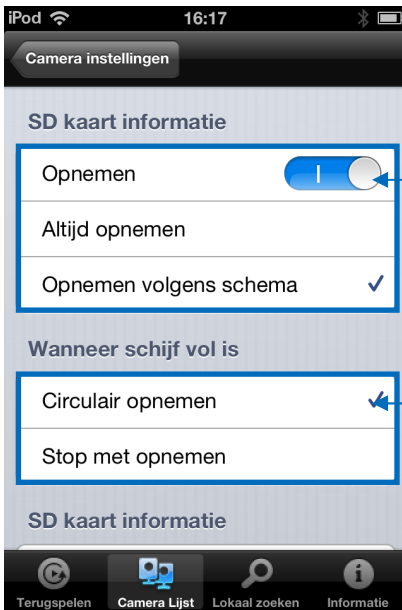 iPod 16:17
Camera instellingen
SD kaart informatie
Opnemen
Altijd opnemen
Opnemen volgens schema
Wanneer schijf vol is
Circulair opnemen
Stop met opnemen
SD kaart informatie
Terugspelen Camera Lijst Lokaal zoeken Informatie